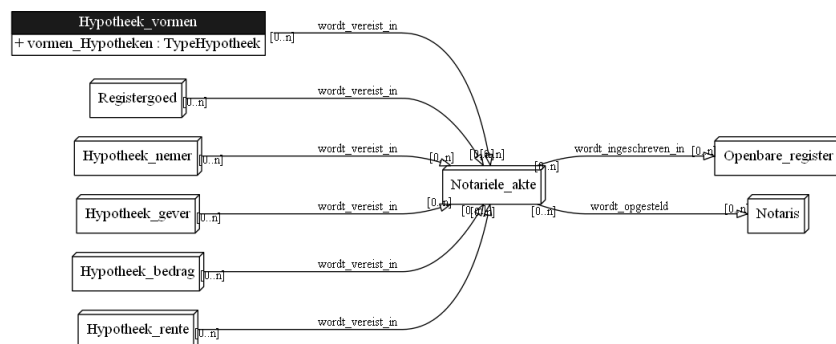 Hypotheek_vormen
+ vormen_Hypotheken : TypeHypotheek
[0..n]
wordt_vereist_in
Registergoed
[0..n]
wordt_vereist_in
Hypotheek_nemer
[0..n]
wordt_vereist_in
[0..n]
Hypotheek_gever
[0..n]
wordt_vereist_in
[0..n]
Hypotheek_bedrag
[0..n]
wordt_vereist_in
Hypotheek_rente
[0..n]
wordt_vereist_in
Notariele_akte
[0..n]
wordt_ingeschreven_in
[0..n]
Openbare_register
[0..n]
wordt_opgesteld
[0..n]
Notaris